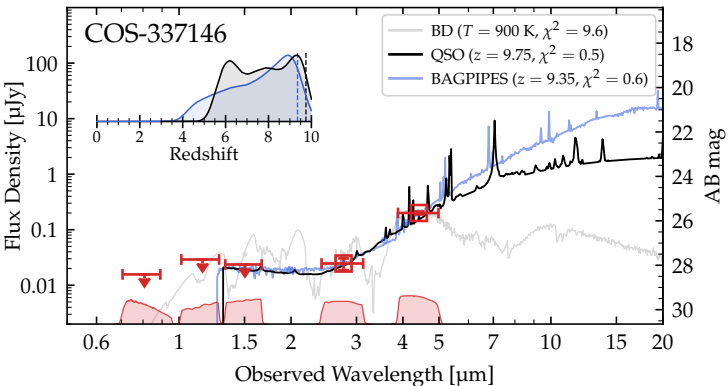 COS-337146
BD (T = 900 K, χ² = 9.6)
QSO (z = 9.75, χ² = 0.5)
BAGPIPES (z = 9.35, χ² = 0.6)
Flux Density [μJy]
100
10
1
0.1
0.01
0 2 4 6 8 10
Redshift
18
20
22
24
26
28
30
AB mag
0.6 1 2 3 4 5 7 10 15 20
Observed Wavelength [μm]